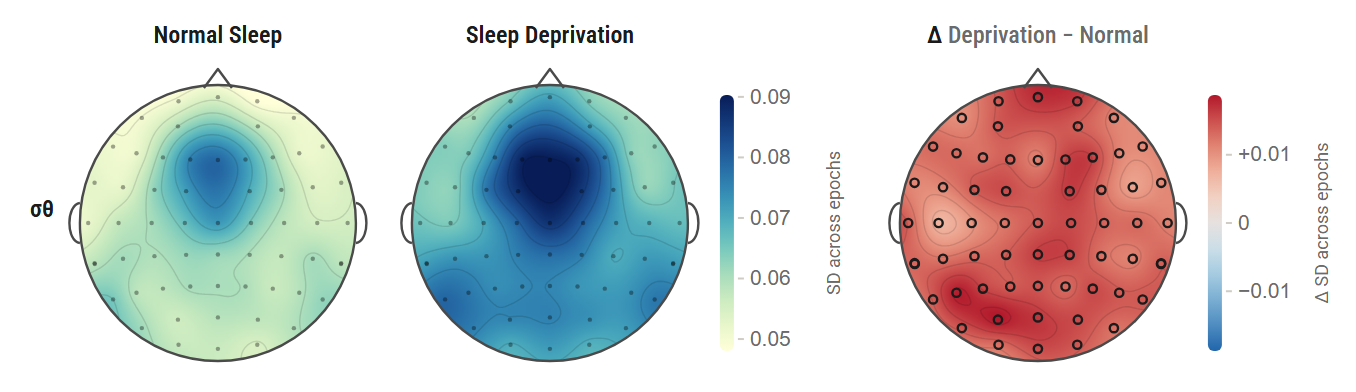 Normal Sleep
Sleep Deprivation
Δ Deprivation − Normal
σθ
0.09
0.08
0.07
0.06
0.05
SD across epochs
+0.01
0
−0.01
Δ SD across epochs